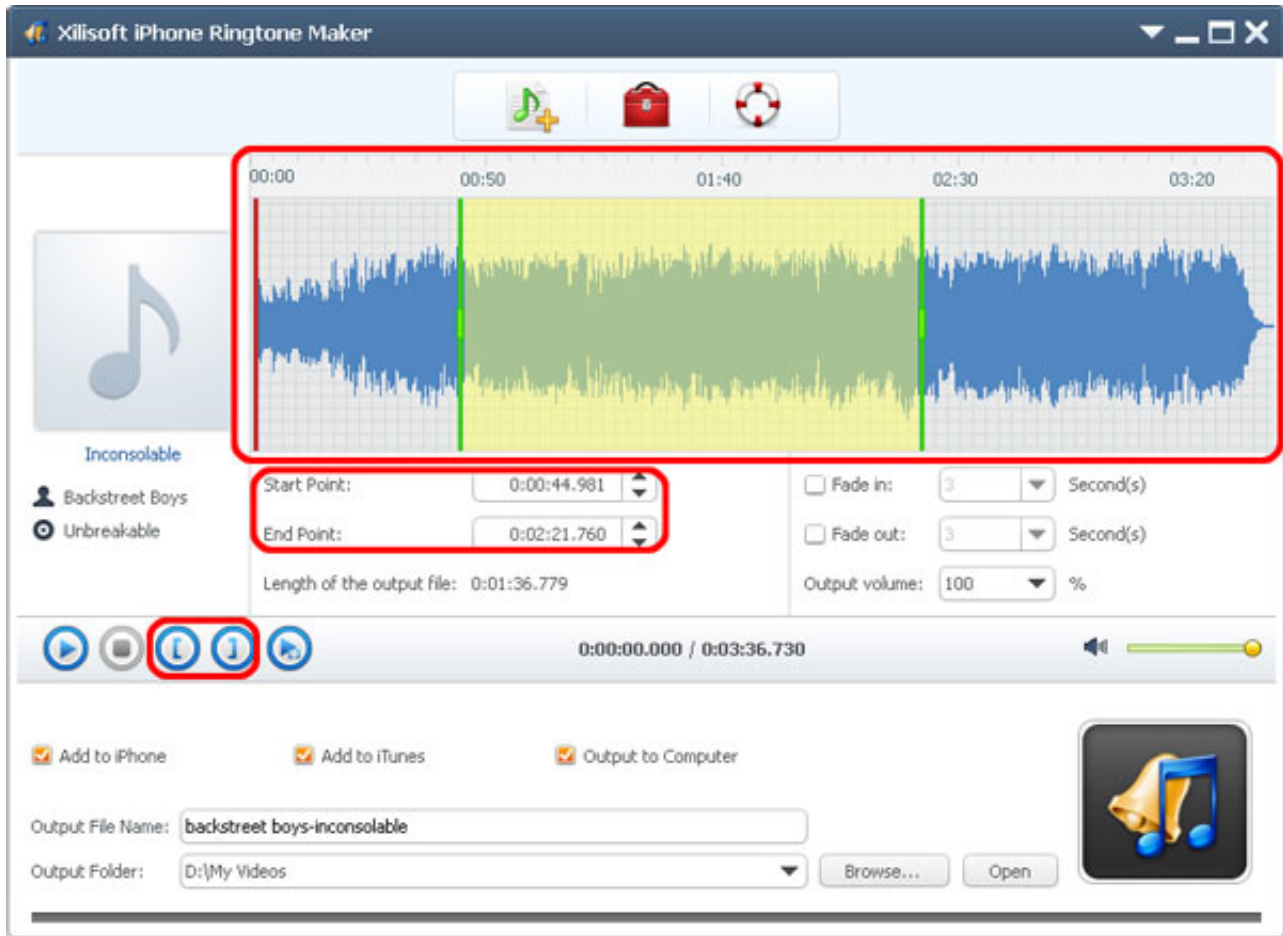 Xilisoft iPhone Ringtone Maker
00:00 00:50 01:40 02:30 03:20
Inconsolable
Backstreet Boys
Unbreakable
Start Point: 0:00:44.981
End Point: 0:02:21.760
Length of the output file: 0:01:36.779
Fade in: 3 Second(s)
Fade out: 3 Second(s)
Output volume: 100 %
0:00:00.000 / 0:03:36.730
Add to iPhone Add to iTunes Output to Computer
Output File Name: backstreet boys-inconsolable
Output Folder: D:\My Videos Browse... Open